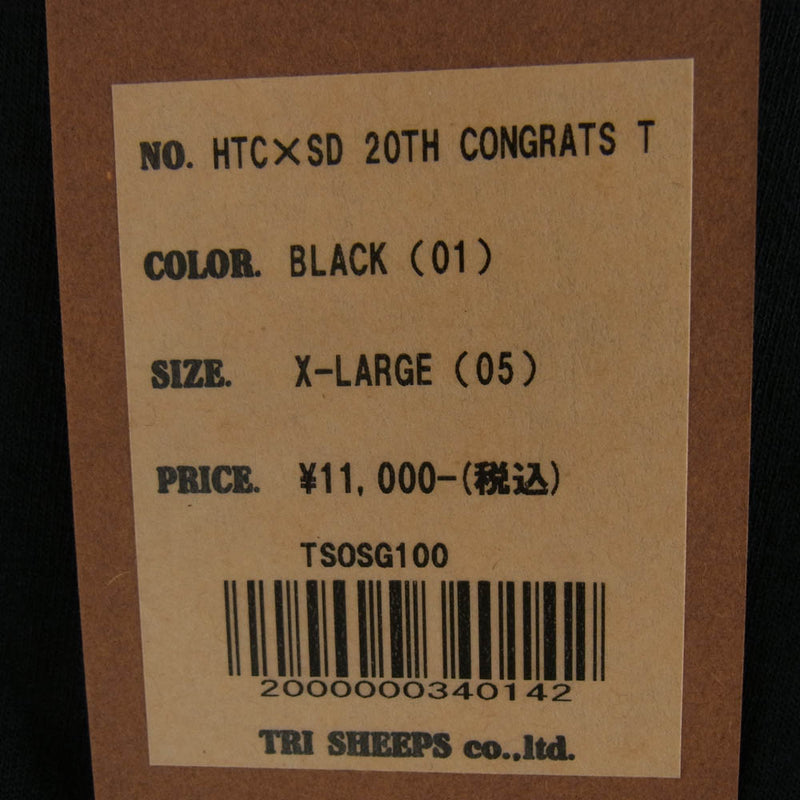 NO. HTC×SD 20TH CONGRATS T
COLOR. BLACK (01)
SIZE. X-LARGE (05)
PRICE. ¥11,000-(税込)
TSOSG100
2000000340142
TRI SHEEPS co.,ltd.